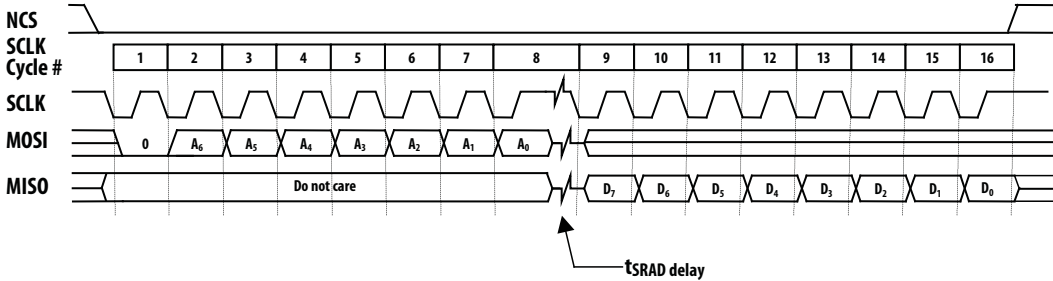 NCS
SCLK
Cycle #
1 2 3 4 5 6 7 8 9 10 11 12 13 14 15 16
SCLK
MOSI 0 A6 A5 A4 A3 A2 A1 A0
MISO Do not care D7 D6 D5 D4 D3 D2 D1 D0
tSRAD delay